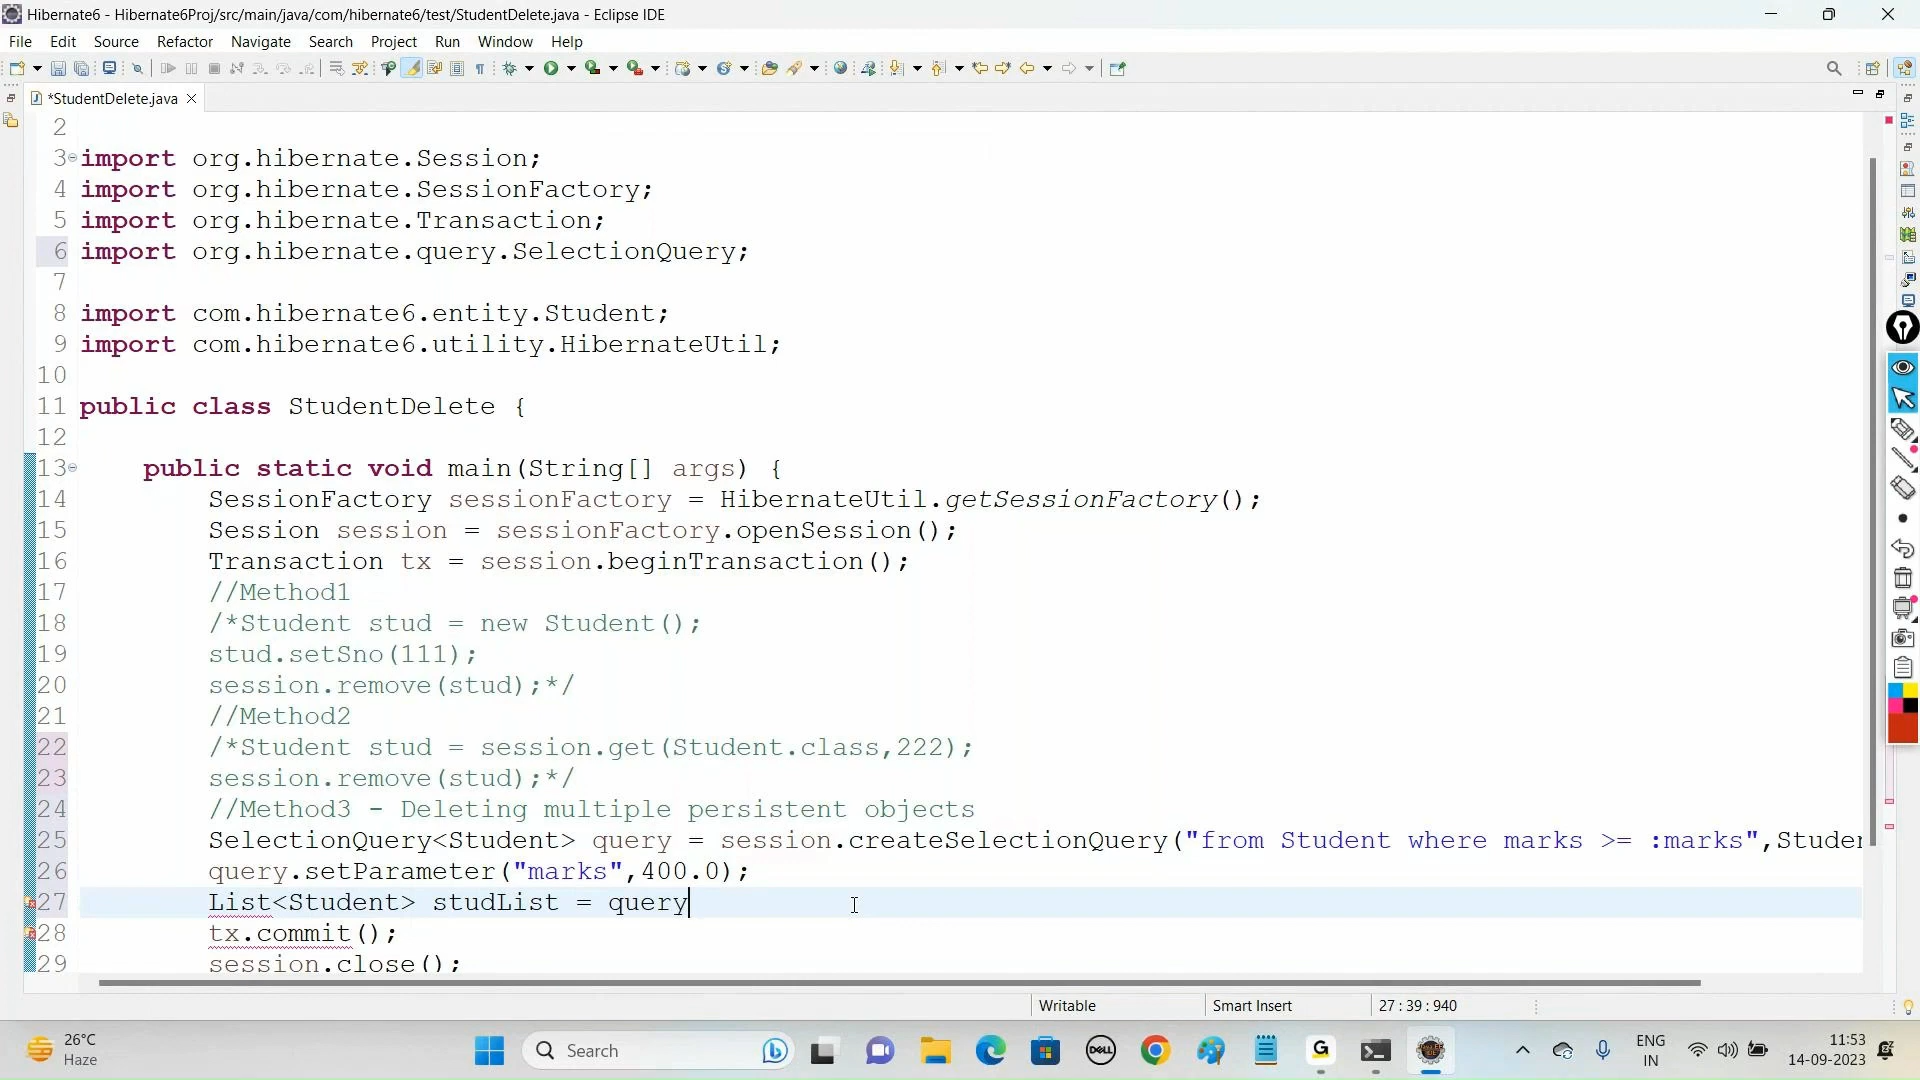 Hibernate6 - Hibernate6Proj/src/main/java/com/hibernate6/test/StudentDelete.java - Eclipse IDE
File Edit Source Refactor Navigate Search Project Run Window Help
*StudentDelete.java
2
3 import org.hibernate.Session;
4 import org.hibernate.SessionFactory;
5 import org.hibernate.Transaction;
6 import org.hibernate.query.SelectionQuery;
7
8 import com.hibernate6.entity.Student;
9 import com.hibernate6.utility.HibernateUtil;
10
11 public class StudentDelete {
12
13 public static void main(String[] args) {
14 SessionFactory sessionFactory = HibernateUtil.getSessionFactory();
15 Session session = sessionFactory.openSession();
16 Transaction tx = session.beginTransaction();
17 //Method1
18 /*Student stud = new Student();
19 stud.setSno(111);
20 session.remove(stud);*/
21 //Method2
22 /*Student stud = session.get(Student.class,222);
23 session.remove(stud);*/
24 //Method3 - Deleting multiple persistent objects
25 SelectionQuery<Student> query = session.createSelectionQuery("from Student where marks >= :marks",Studen
26 query.setParameter("marks",400.0);
27 List<Student> studList = query
28 tx.commit();
29 session.close();
Writable Smart Insert 27 : 39 : 940
26°C
Haze
Search
DELL
ENG
IN
11:53
14-09-2023